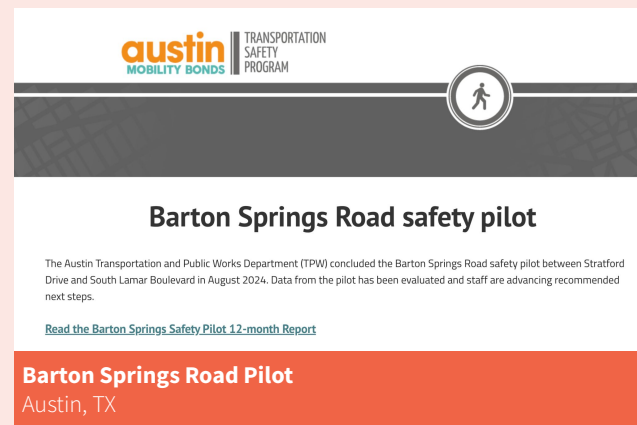 austin
MOBILITY BONDS
TRANSPORTATION
SAFETY
PROGRAM
Barton Springs Road safety pilot
The Austin Transportation and Public Works Department (TPW) concluded the Barton Springs Road safety pilot between Stratford
Drive and South Lamar Boulevard in August 2024. Data from the pilot has been evaluated and staff are advancing recommended
next steps.
Read the Barton Springs Safety Pilot 12-month Report
Barton Springs Road Pilot
Austin, TX